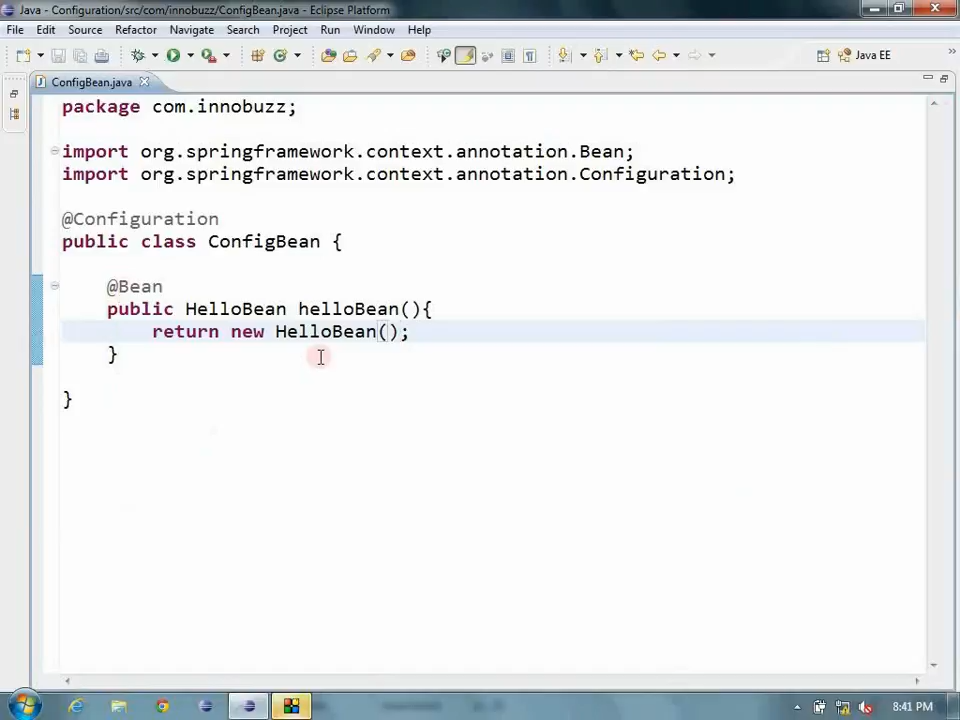 Java - Configuration/src/com/innobuzz/ConfigBean.java - Eclipse Platform
File Edit Source Refactor Navigate Search Project Run Window Help
Java EE
ConfigBean.java
package com.innobuzz;
import org.springframework.context.annotation.Bean;
import org.springframework.context.annotation.Configuration;
@Configuration
public class ConfigBean {
@Bean
public HelloBean helloBean(){
return new HelloBean();
}
}
8:41 PM